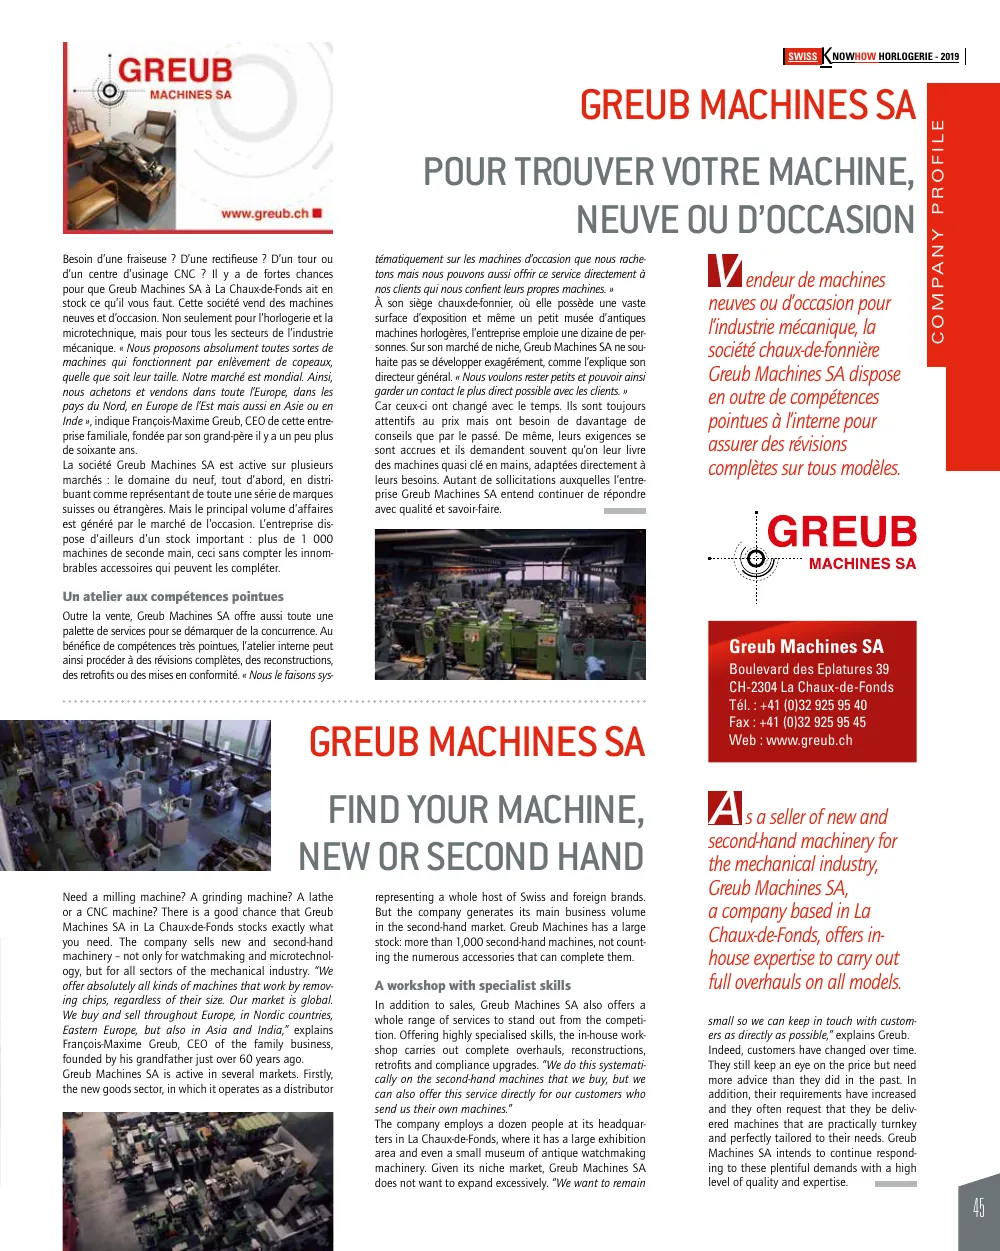 GREUB
MACHINES SA
www.greub.ch
SWISS KNOWHOW HORLOGERIE - 2019
COMPANY PROFILE
GREUB MACHINES SA
POUR TROUVER VOTRE MACHINE,
NEUVE OU D’OCCASION
Besoin d’une fraiseuse ? D’une rectifieuse ? D’un tour ou
d’un centre d’usinage CNC ? Il y a de fortes chances
pour que Greub Machines SA à La Chaux-de-Fonds ait en
stock ce qu’il vous faut. Cette société vend des machines
neuves et d’occasion. Non seulement pour l’horlogerie et la
microtechnique, mais pour tous les secteurs de l’industrie
mécanique. « Nous proposons absolument toutes sortes de
machines qui fonctionnent par enlèvement de copeaux,
quelle que soit leur taille. Notre marché est mondial. Ainsi,
nous achetons et vendons dans toute l’Europe, dans les
pays du Nord, en Europe de l’Est mais aussi en Asie ou en
Inde », indique François-Maxime Greub, CEO de cette entre-
prise familiale, fondée par son grand-père il y a un peu plus
de soixante ans.
La société Greub Machines SA est active sur plusieurs
marchés : le domaine du neuf, tout d’abord, en distri-
buant comme représentant de toute une série de marques
suisses ou étrangères. Mais le principal volume d’affaires
est généré par le marché de l’occasion. L’entreprise dis-
pose d’ailleurs d’un stock important : plus de 1 000
machines de seconde main, ceci sans compter les innom-
brables accessoires qui peuvent les compléter.
Un atelier aux compétences pointues
Outre la vente, Greub Machines SA offre aussi toute une
palette de services pour se démarquer de la concurrence. Au
bénéfice de compétences très pointues, l’atelier interne peut
ainsi procéder à des révisions complètes, des reconstructions,
des retrofits ou des mises en conformité. « Nous le faisons sys-
tématiquement sur les machines d’occasion que nous rache-
tons mais nous pouvons aussi offrir ce service directement à
nos clients qui nous confient leurs propres machines. »
À son siège chaux-de-fonnier, où elle possède une vaste
surface d’exposition et même un petit musée d’antiques
machines horlogères, l’entreprise emploie une dizaine de per-
sonnes. Sur son marché de niche, Greub Machines SA ne sou-
haite pas se développer exagérément, comme l’explique son
directeur général. « Nous voulons rester petits et pouvoir ainsi
garder un contact le plus direct possible avec les clients. »
Car ceux-ci ont changé avec le temps. Ils sont toujours
attentifs au prix mais ont besoin de davantage de
conseils que par le passé. De même, leurs exigences se
sont accrues et ils demandent souvent qu’on leur livre
des machines quasi clé en mains, adaptées directement à
leurs besoins. Autant de sollicitations auxquelles l’entre-
prise Greub Machines SA entend continuer de répondre
avec qualité et savoir-faire.
Vendeur de machines
neuves ou d’occasion pour
l’industrie mécanique, la
société chaux-de-fonnière
Greub Machines SA dispose
en outre de compétences
pointues à l’interne pour
assurer des révisions
complètes sur tous modèles.
GREUB
MACHINES SA
Greub Machines SA
Boulevard des Eplatures 39
CH-2304 La Chaux-de-Fonds
Tél. : +41 (0)32 925 95 40
Fax : +41 (0)32 925 95 45
Web : www.greub.ch
GREUB MACHINES SA
FIND YOUR MACHINE,
NEW OR SECOND HAND
Need a milling machine? A grinding machine? A lathe
or a CNC machine? There is a good chance that Greub
Machines SA in La Chaux-de-Fonds stocks exactly what
you need. The company sells new and second-hand
machinery – not only for watchmaking and microtechnol-
ogy, but for all sectors of the mechanical industry. “We
offer absolutely all kinds of machines that work by remov-
ing chips, regardless of their size. Our market is global.
We buy and sell throughout Europe, in Nordic countries,
Eastern Europe, but also in Asia and India,” explains
François-Maxime Greub, CEO of the family business,
founded by his grandfather just over 60 years ago.
Greub Machines SA is active in several markets. Firstly,
the new goods sector, in which it operates as a distributor
representing a whole host of Swiss and foreign brands.
But the company generates its main business volume
in the second-hand market. Greub Machines has a large
stock: more than 1,000 second-hand machines, not count-
ing the numerous accessories that can complete them.
A workshop with specialist skills
In addition to sales, Greub Machines SA also offers a
whole range of services to stand out from the competi-
tion. Offering highly specialised skills, the in-house work-
shop carries out complete overhauls, reconstructions,
retrofits and compliance upgrades. “We do this systemati-
cally on the second-hand machines that we buy, but we
can also offer this service directly for our customers who
send us their own machines.”
The company employs a dozen people at its headquar-
ters in La Chaux-de-Fonds, where it has a large exhibition
area and even a small museum of antique watchmaking
machinery. Given its niche market, Greub Machines SA
does not want to expand excessively. “We want to remain
As a seller of new and
second-hand machinery for
the mechanical industry,
Greub Machines SA,
a company based in La
Chaux-de-Fonds, offers in-
house expertise to carry out
full overhauls on all models.
small so we can keep in touch with custom-
ers as directly as possible,” explains Greub.
Indeed, customers have changed over time.
They still keep an eye on the price but need
more advice than they did in the past. In
addition, their requirements have increased
and they often request that they be deliv-
ered machines that are practically turnkey
and perfectly tailored to their needs. Greub
Machines SA intends to continue respond-
ing to these plentiful demands with a high
level of quality and expertise.
45